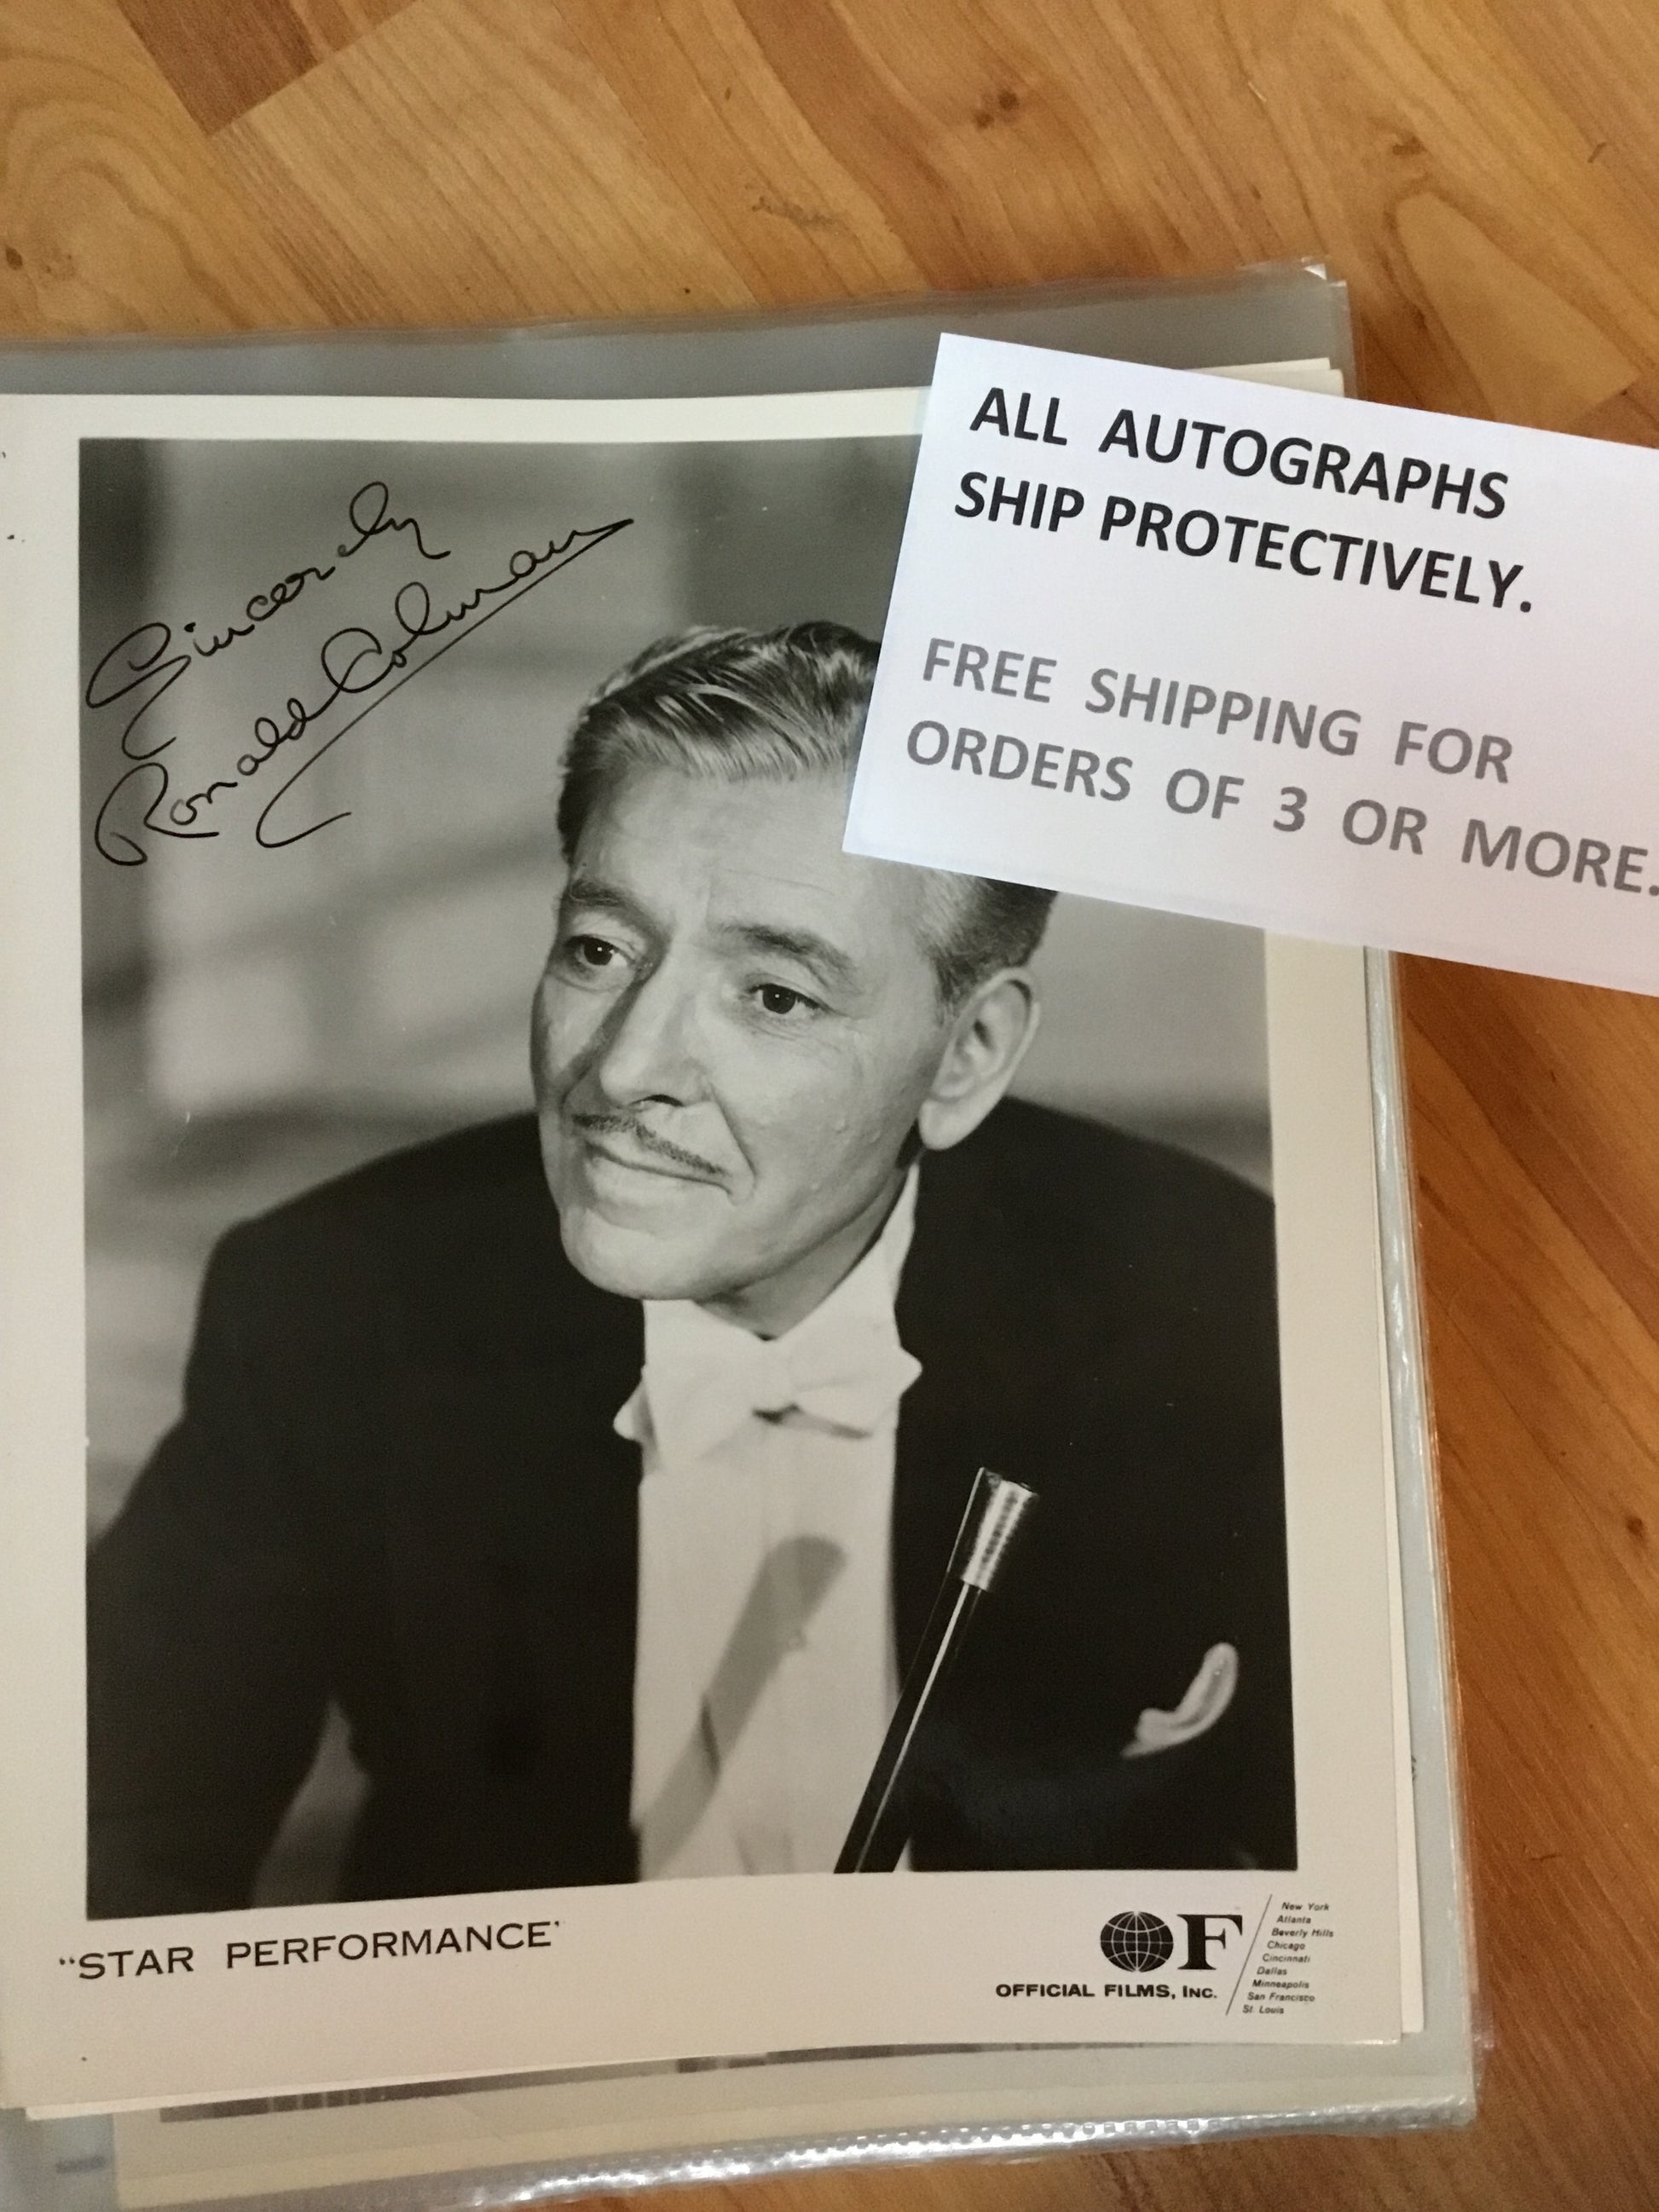 Sincerely
Ronald Colman
ALL AUTOGRAPHS
SHIP PROTECTIVELY.
FREE SHIPPING FOR
ORDERS OF 3 OR MORE.
"STAR PERFORMANCE"
OF
OFFICIAL FILMS, INC.
New York
Atlanta
Beverly Hills
Chicago
Cincinnati
Dallas
Minneapolis
San Francisco
St. Louis